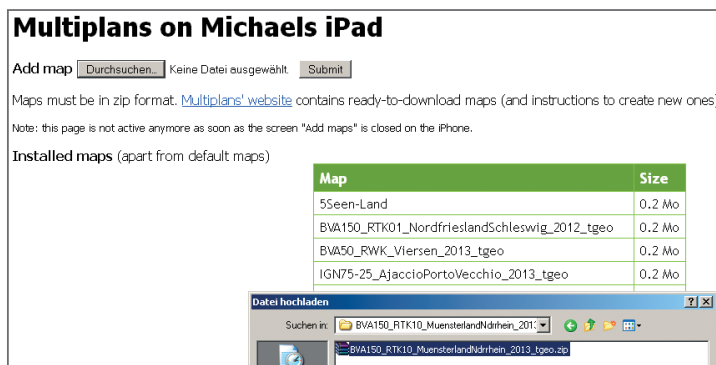 Multiplans on Michaels iPad
Add map Durchsuchen... Keine Datei ausgewählt. Submit
Maps must be in zip format. Multiplans' website contains ready-to-download maps (and instructions to create new ones)
Note: this page is not active anymore as soon as the screen "Add maps" is closed on the iPhone.
Installed maps (apart from default maps)
Map Size
5Seen-Land 0.2 Mo
BVA150_RTK01_NordfrieslandSchleswig_2012_tgeo 0.2 Mo
BVA50_RWK_Viersen_2013_tgeo 0.2 Mo
IGN75-25_AjaccioPortoVecchio_2013_tgeo 0.2 Mo
Datei hochladen
Suchen in: BVA150_RTK10_MuensterlandNdrrhein_201
BVA150_RTK10_MuensterlandNdrrhein_2013_tgeo.zip